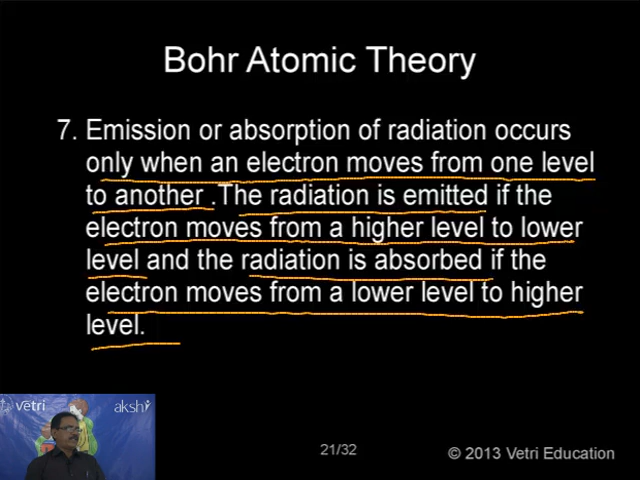 Bohr Atomic Theory
7. Emission or absorption of radiation occurs
only when an electron moves from one level
to another .The radiation is emitted if the
electron moves from a higher level to lower
level and the radiation is absorbed if the
electron moves from a lower level to higher
level.
vetri
akshi
21/32
© 2013 Vetri Education